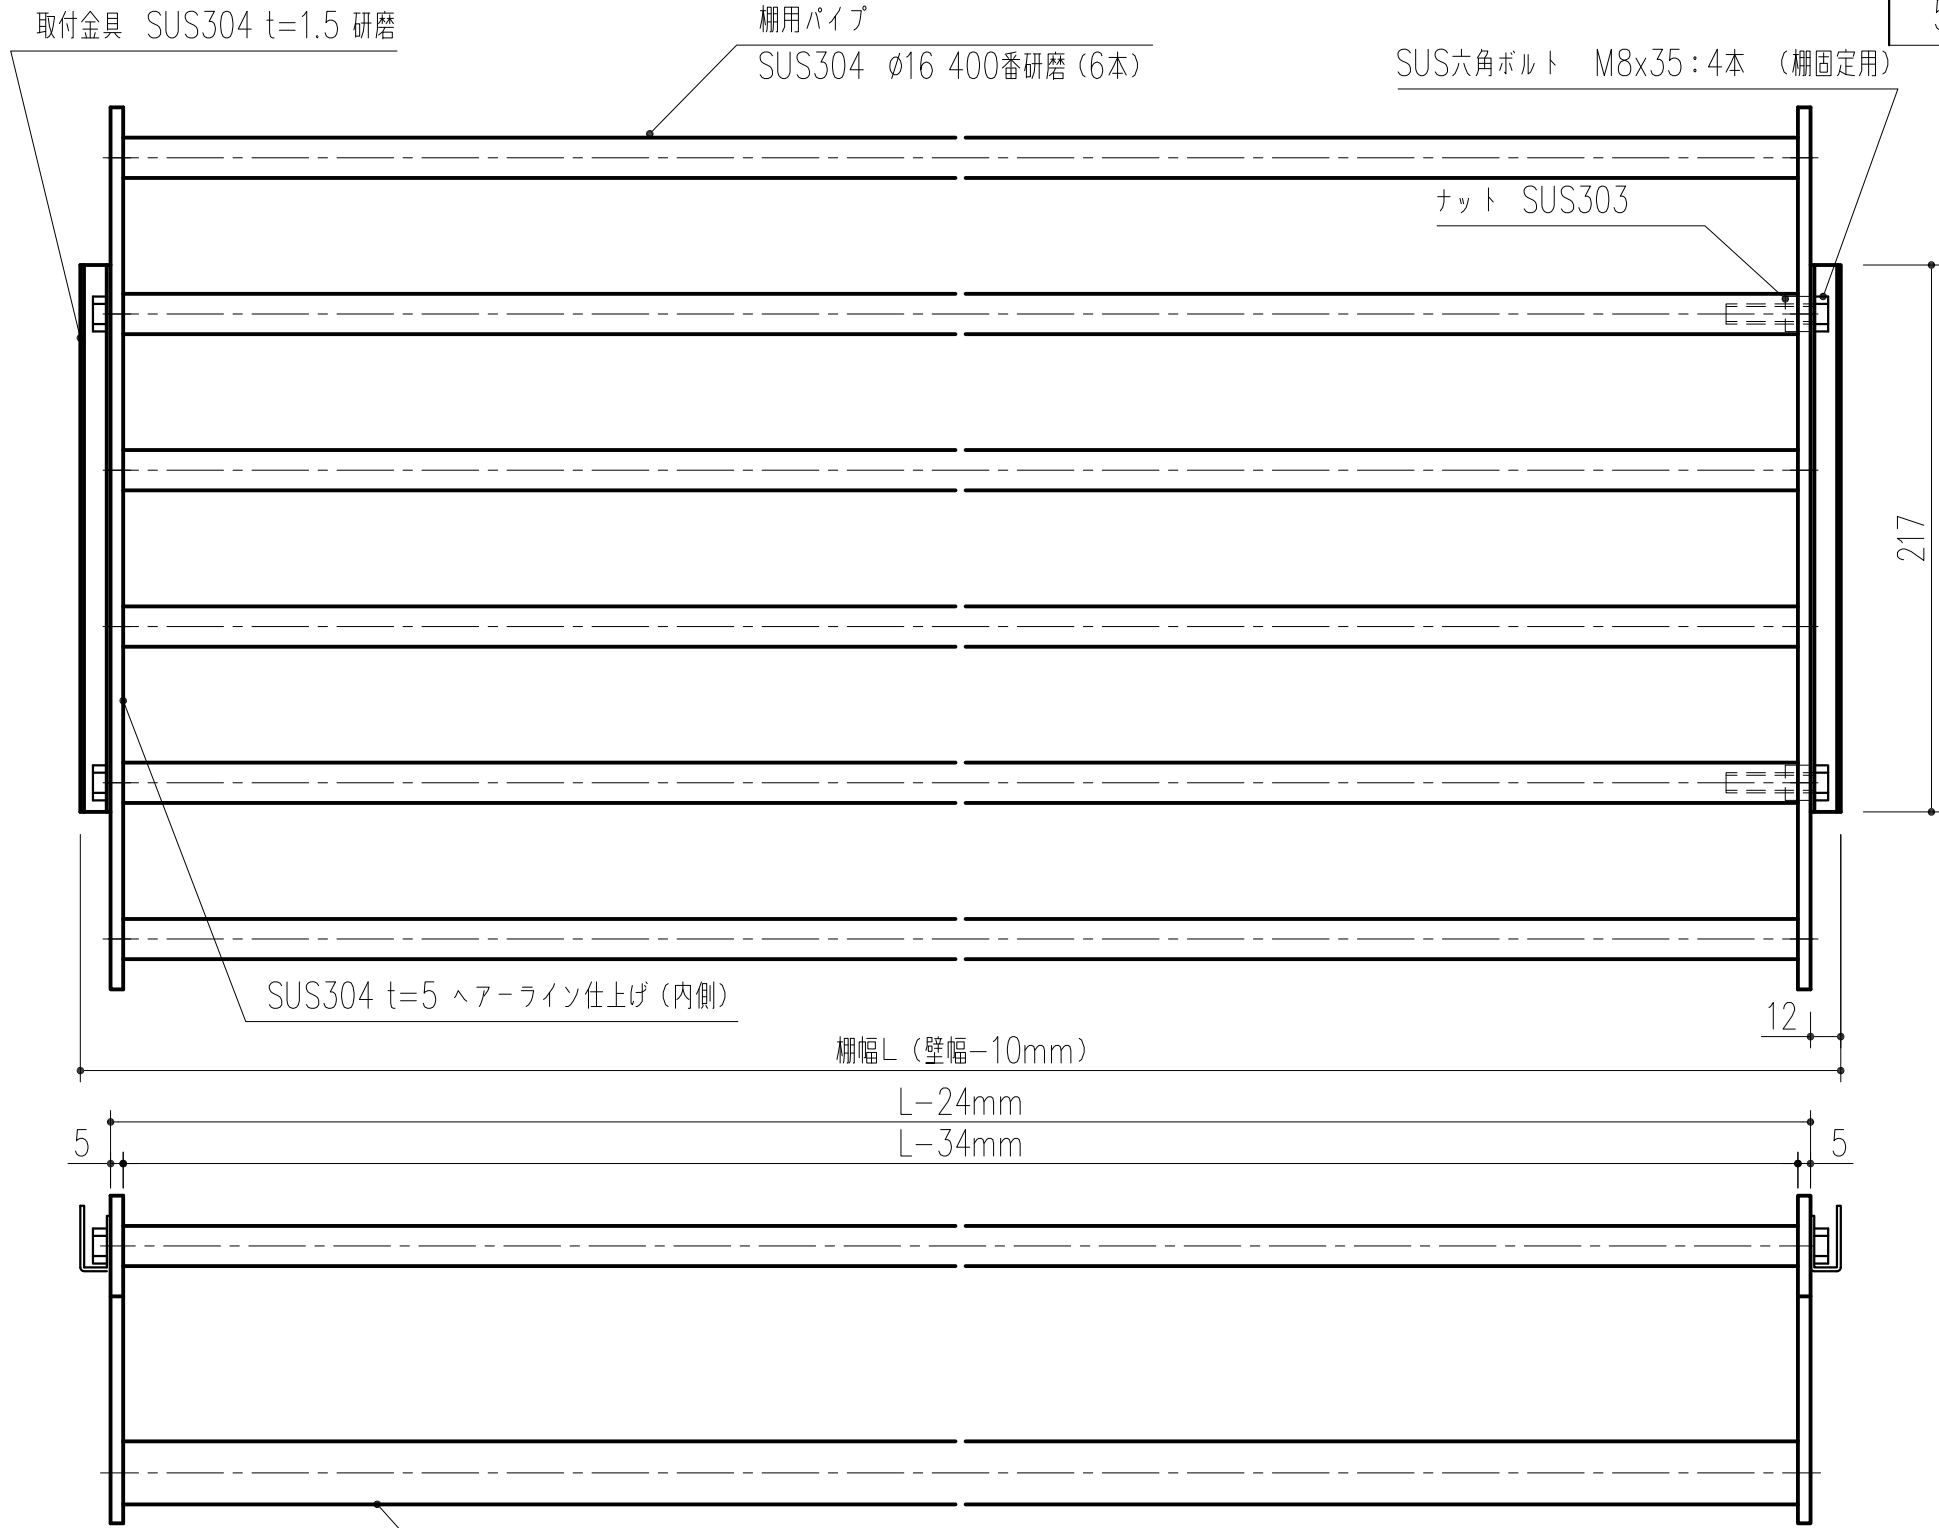 取付金具 SUS304 t=1.5 研磨
棚用パイプ
SUS304 φ16 400番研磨(6本)
SUS六角ボルト M8x35:4本 (棚固定用)
ナット SUS303
217
SUS304 t=5 ヘアーライン仕上げ(内側)
12
棚幅L(壁幅-10mm)
L-24mm
5
L-34mm
5